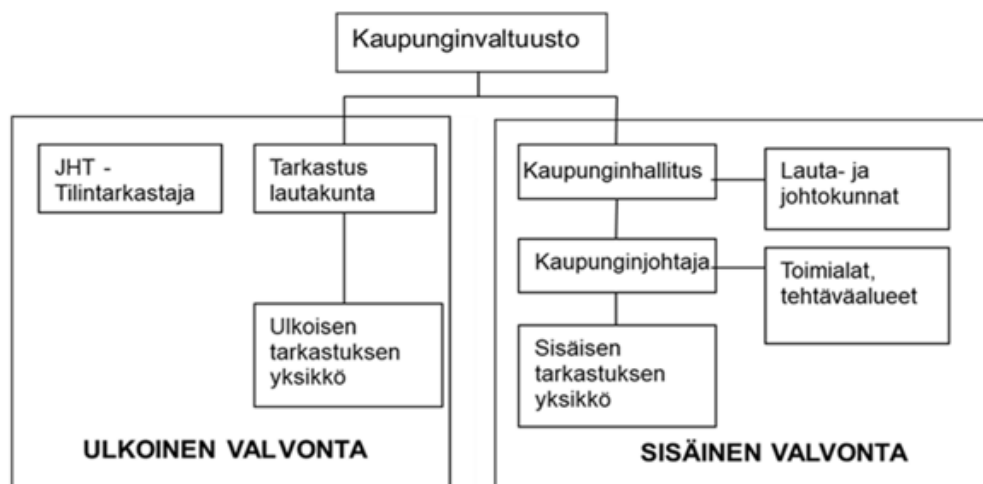 Kaupunginvaltuusto
JHT -
Tilintarkastaja
Tarkastus
lautakunta
Ulkoisen
tarkastuksen
yksikkö
ULKOINEN VALVONTA
Kaupunginhallitus
Lauta- ja
johtokunnat
Kaupunginjohtaja
Toimialat,
tehtäväalueet
Sisäisen
tarkastuksen
yksikkö
SISÄINEN VALVONTA